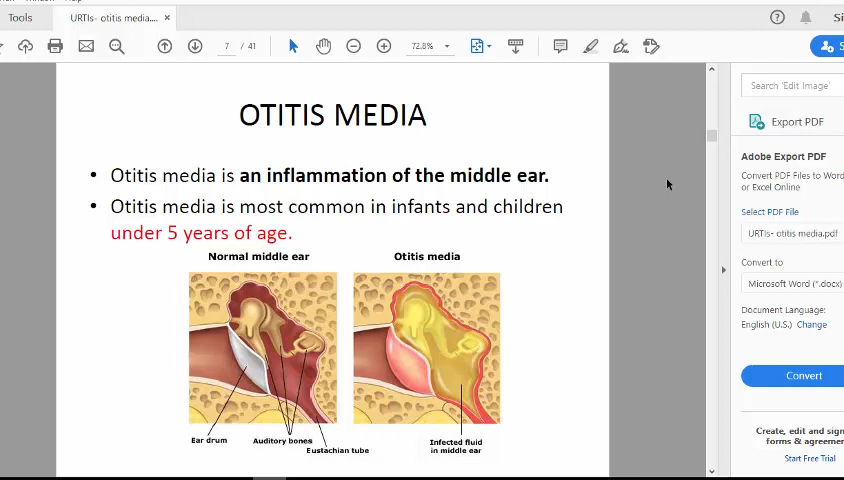 Tools
URTIs- otitis media....
×
7 / 41
72.8%
OTITIS MEDIA
• Otitis media is an inflammation of the middle ear.
• Otitis media is most common in infants and children
under 5 years of age.
Normal middle ear
Otitis media
Ear drum
Auditory bones
Eustachian tube
Infected fluid
in middle ear
Search 'Edit Image'
Export PDF
Adobe Export PDF
Convert PDF Files to Word
or Excel Online
Select PDF File
URTIs- otitis media.pdf
Convert to
Microsoft Word (*.docx)
Document Language:
English (U.S.) Change
Convert
Create, edit and sign
forms & agreeme
Start Free Trial